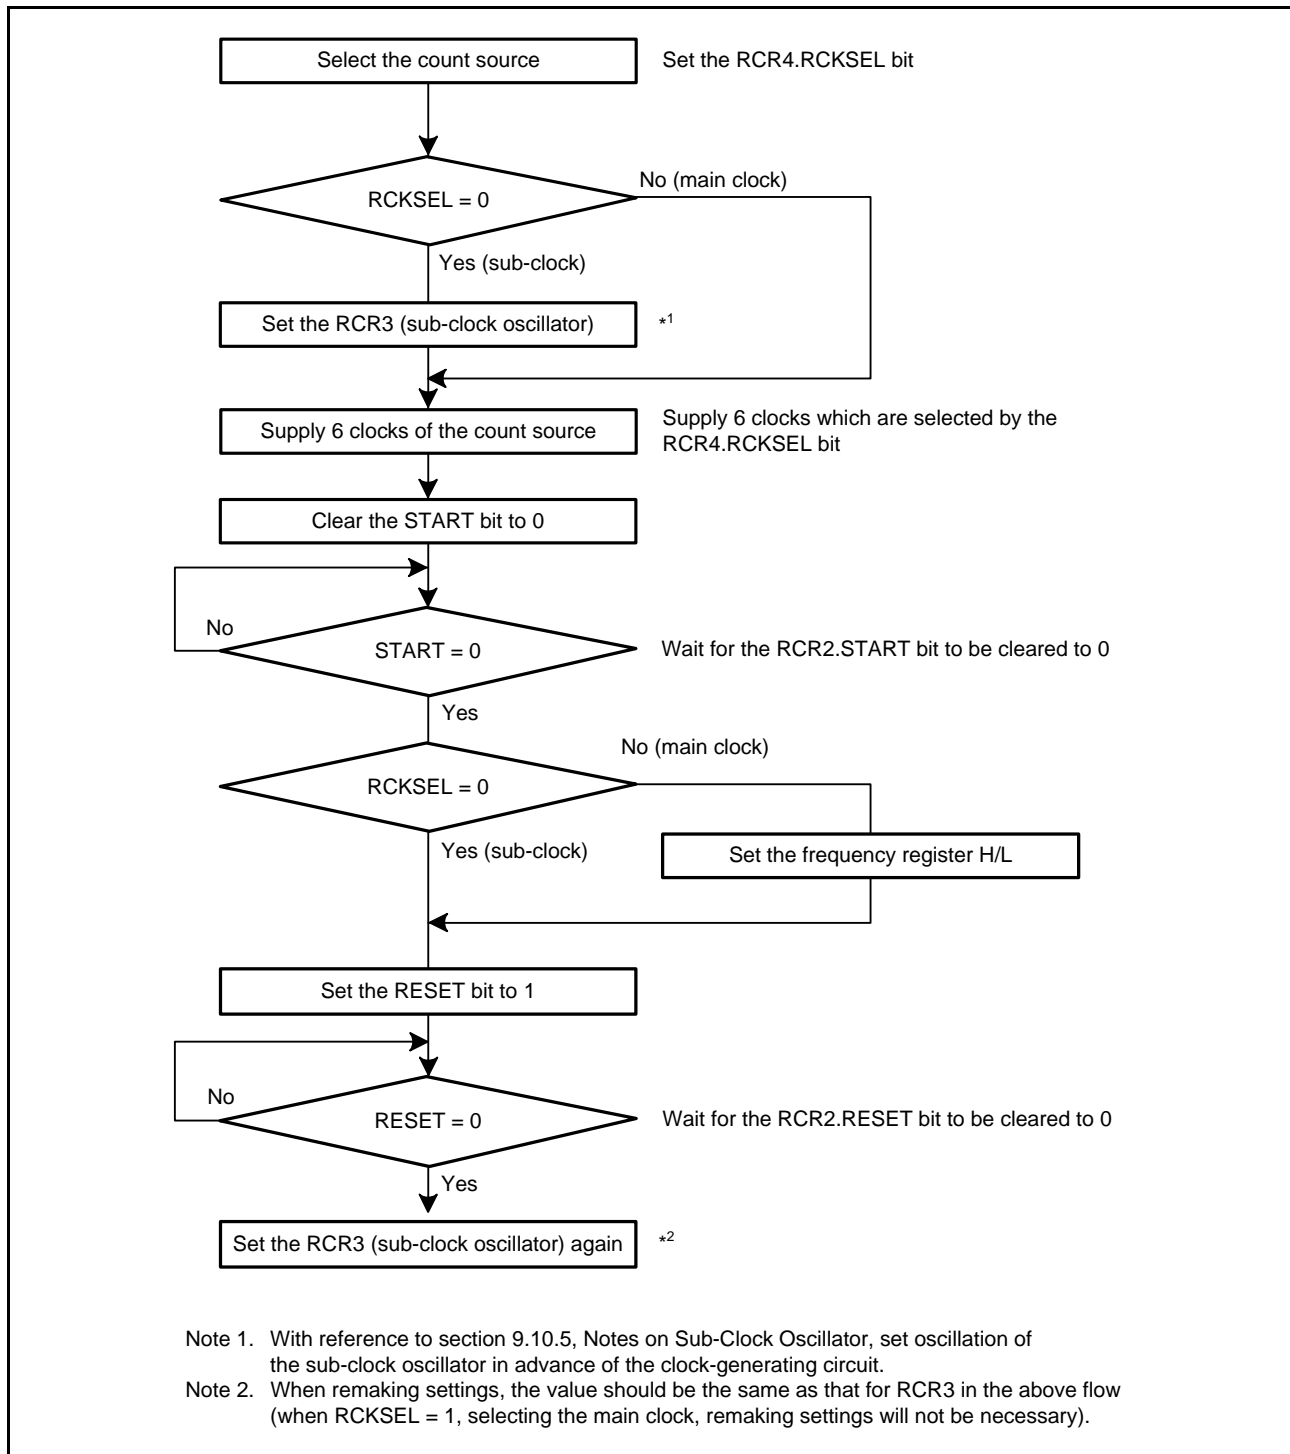 Select the count source
Set the RCR4.RCKSEL bit
RCKSEL = 0
No (main clock)
Yes (sub-clock)
Set the RCR3 (sub-clock oscillator)
*1
Supply 6 clocks of the count source
Supply 6 clocks which are selected by the
RCR4.RCKSEL bit
Clear the START bit to 0
No
START = 0
Wait for the RCR2.START bit to be cleared to 0
Yes
No (main clock)
RCKSEL = 0
Yes (sub-clock)
Set the frequency register H/L
Set the RESET bit to 1
No
RESET = 0
Wait for the RCR2.RESET bit to be cleared to 0
Yes
Set the RCR3 (sub-clock oscillator) again
*2
Note 1. With reference to section 9.10.5, Notes on Sub-Clock Oscillator, set oscillation of
the sub-clock oscillator in advance of the clock-generating circuit.
Note 2. When remaking settings, the value should be the same as that for RCR3 in the above flow
(when RCKSEL = 1, selecting the main clock, remaking settings will not be necessary).